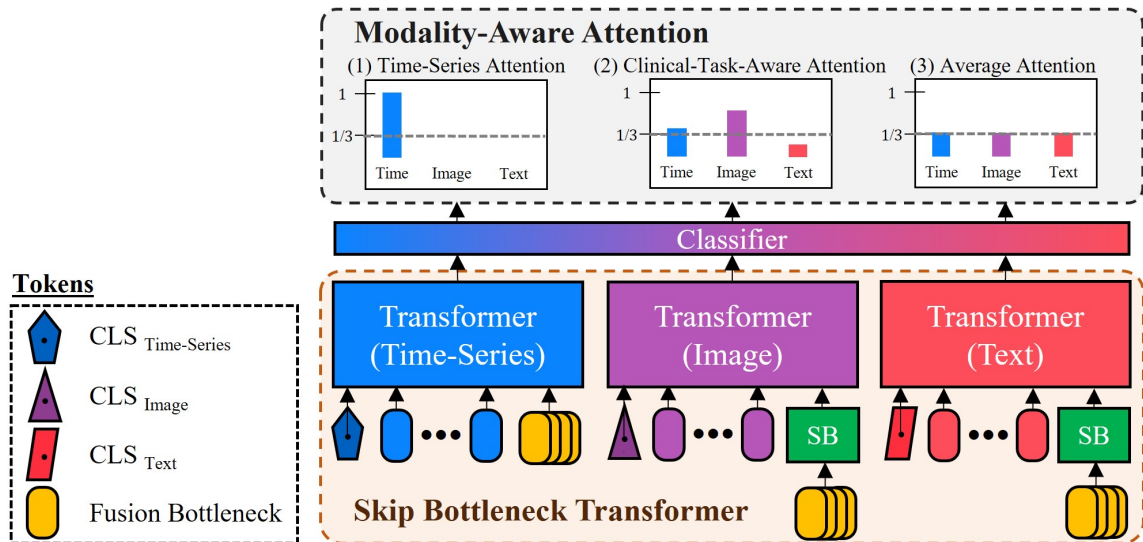 Modality-Aware Attention
(1) Time-Series Attention
1
1/3
Time Image Text
(2) Clinical-Task-Aware Attention
1
1/3
Time Image Text
(3) Average Attention
1
1/3
Time Image Text
Classifier
Tokens
CLS Time-Series
CLS Image
CLS Text
Fusion Bottleneck
Transformer
(Time-Series)
Transformer
(Image)
Transformer
(Text)
SB
SB
Skip Bottleneck Transformer